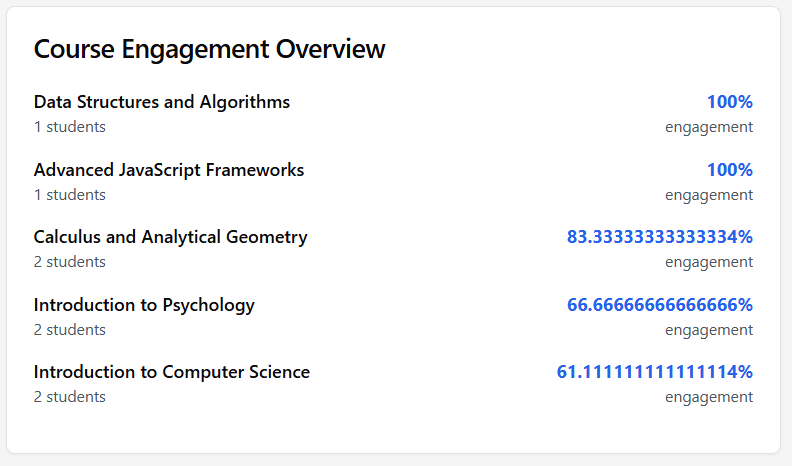 Course Engagement Overview
Data Structures and Algorithms 100%
1 students engagement
Advanced JavaScript Frameworks 100%
1 students engagement
Calculus and Analytical Geometry 83.33333333333334%
2 students engagement
Introduction to Psychology 66.66666666666666%
2 students engagement
Introduction to Computer Science 61.111111111111114%
2 students engagement